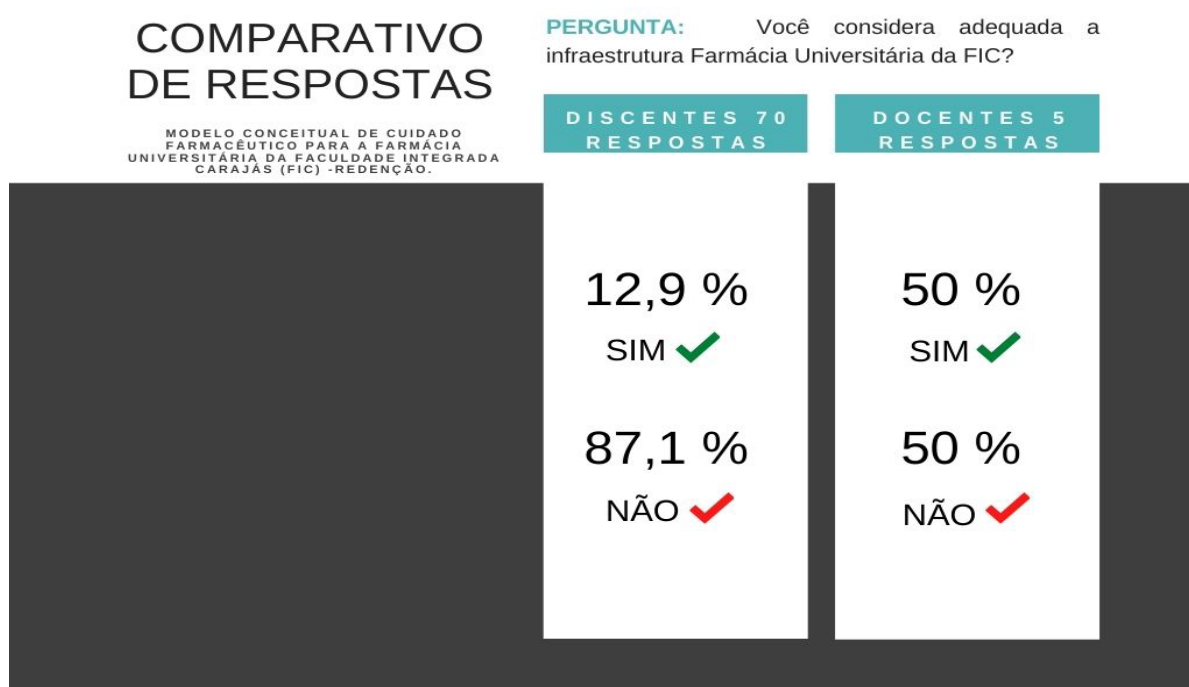 COMPARATIVO
DE RESPOSTAS
MODELO CONCEITUAL DE CUIDADO
FARMACÊUTICO PARA A FARMÁCIA
UNIVERSITÁRIA DA FACULDADE INTEGRADA
CARAJÁS (FIC) -REDENÇÃO.
PERGUNTA: Você considera adequada a
infraestrutura Farmácia Universitária da FIC?
DISCENTES 70
RESPOSTAS
12,9 %
SIM
87,1 %
NÃO
DOCENTES 5
RESPOSTAS
50 %
SIM
50 %
NÃO